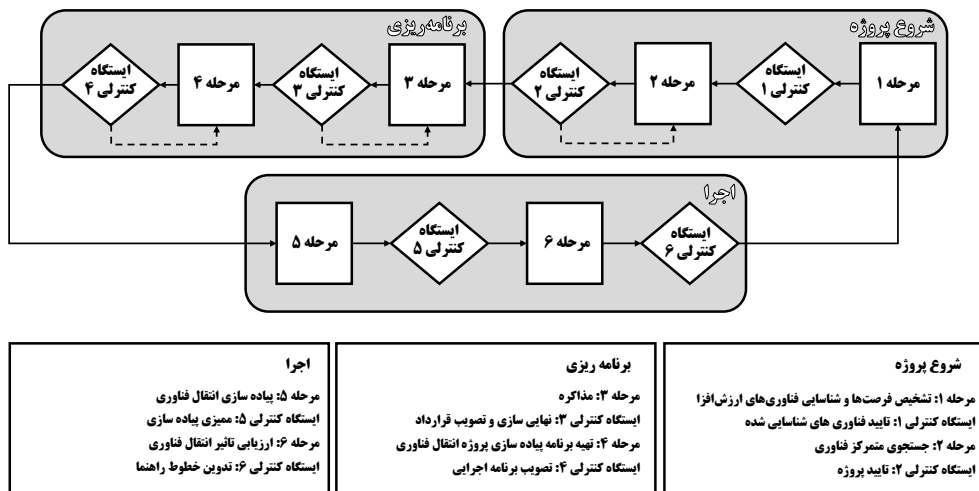 شروع پروژه
مرحله ۱
ایستگاه
کنترلی ۱
مرحله ۲
ایستگاه
کنترلی ۲
برنامه‌ریزی
مرحله ۳
ایستگاه
کنترلی ۳
مرحله ۴
ایستگاه
کنترلی ۴
اجرا
مرحله ۵
ایستگاه
کنترلی ۵
مرحله ۶
ایستگاه
کنترلی ۶
شروع پروژه
مرحله ۱: تشخیص فرصت‌ها و شناسایی فناوری‌های ارزش‌افزا
ایستگاه کنترلی ۱: تایید فناوری های شناسایی شده
مرحله ۲: جستجوی متمرکز فناوری
ایستگاه کنترلی ۲: تایید پروژه
برنامه ریزی
مرحله ۳: مذاکره
ایستگاه کنترلی ۳: نهایی سازی و تصویب قرارداد
مرحله ۴: تهیه برنامه پیاده سازی پروژه انتقال فناوری
ایستگاه کنترلی ۴: تصویب برنامه اجرایی
اجرا
مرحله ۵: پیاده سازی انتقال فناوری
ایستگاه کنترلی ۵: ممیزی پیاده سازی
مرحله ۶: ارزیابی تاثیر انتقال فناوری
ایستگاه کنترلی ۶: تدوین خطوط راهنما